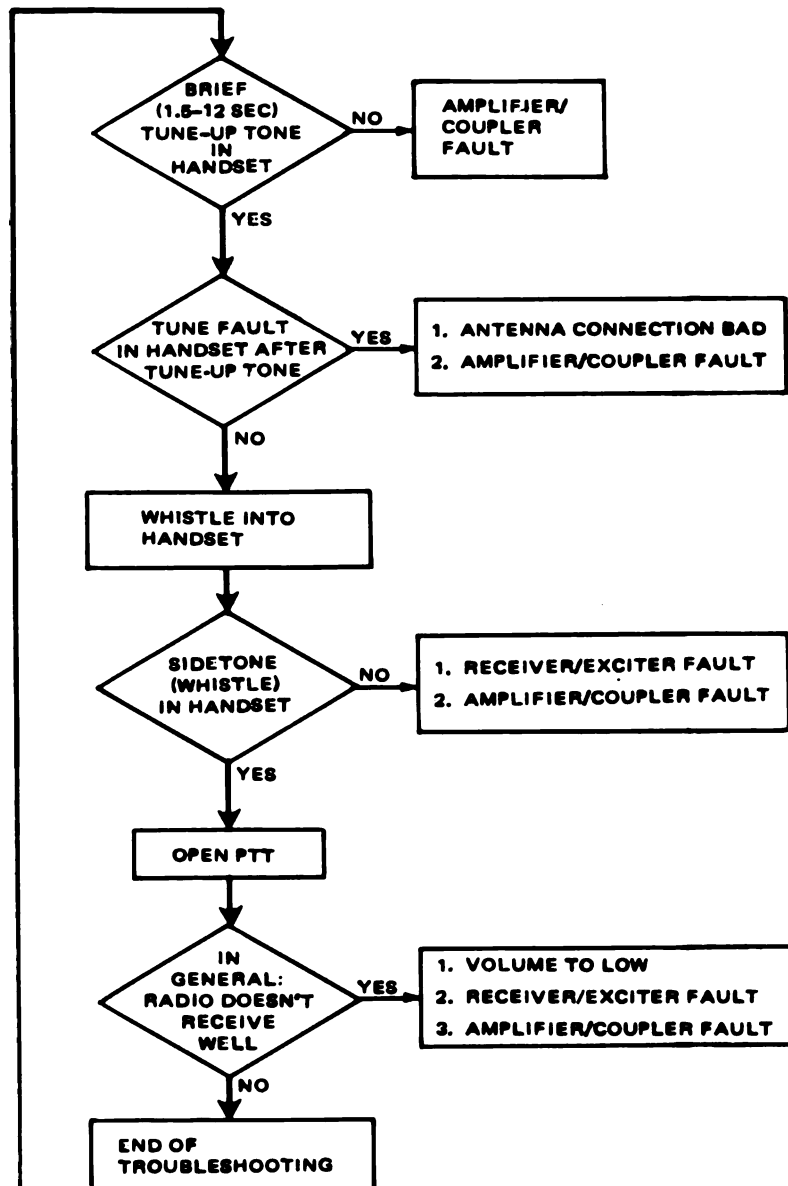 BRIEF
(1.5-12 SEC)
TUNE-UP TONE
IN
HANDSET
NO
AMPLIFIER/
COUPLER
FAULT
YES
TUNE FAULT
IN HANDSET AFTER
TUNE-UP TONE
YES
1. ANTENNA CONNECTION BAD
2. AMPLIFIER/COUPLER FAULT
NO
WHISTLE INTO
HANDSET
SIDETONE
(WHISTLE)
IN HANDSET
NO
1. RECEIVER/EXCITER FAULT
2. AMPLIFIER/COUPLER FAULT
YES
OPEN PTT
IN
GENERAL:
RADIO DOESN'T
RECEIVE
WELL
YES
1. VOLUME TO LOW
2. RECEIVER/EXCITER FAULT
3. AMPLIFIER/COUPLER FAULT
NO
END OF
TROUBLESHOOTING